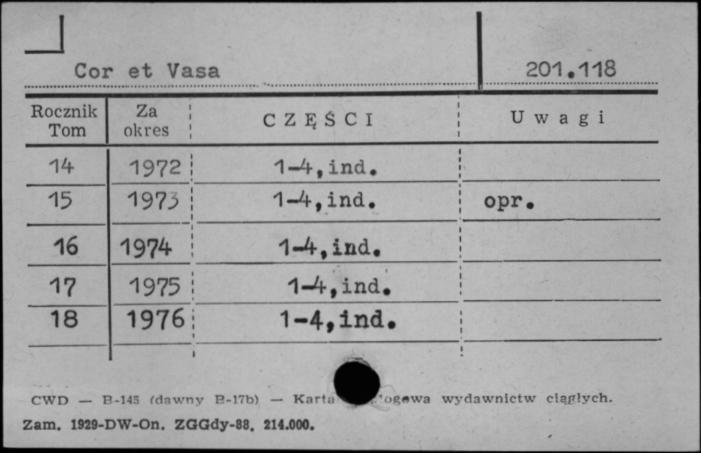 Cor et Vasa 201.118
Rocznik Tom Za okres CZĘŚCI Uwagi
14 1972 1-4,ind.
15 1973 1-4,ind. opr.
16 1974 1-4,ind.
17 1975 1-4,ind.
18 1976 1-4,ind.
CWD — B-145 (dawny B-17b) — Karta wydawnictw ciągłych.
Zam. 1929-DW-On. ZGGdy-88. 214.000.